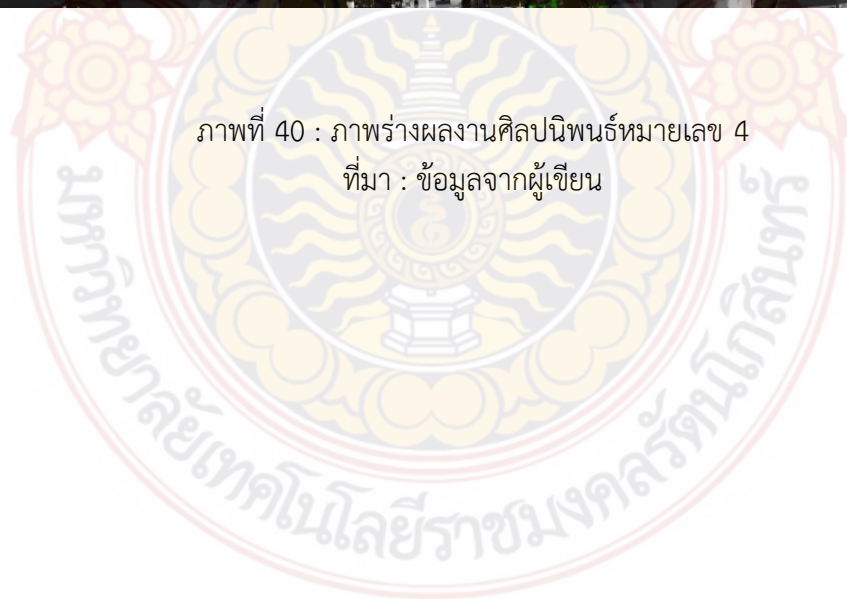 ภาพที่ 40 : ภาพร่างผลงานศิลปนิพนธ์หมายเลข 4
ที่มา : ข้อมูลจากผู้เขียน
มหาวิทยาลัยเทคโนโลยีราชมงคลรัตนโกสินทร์